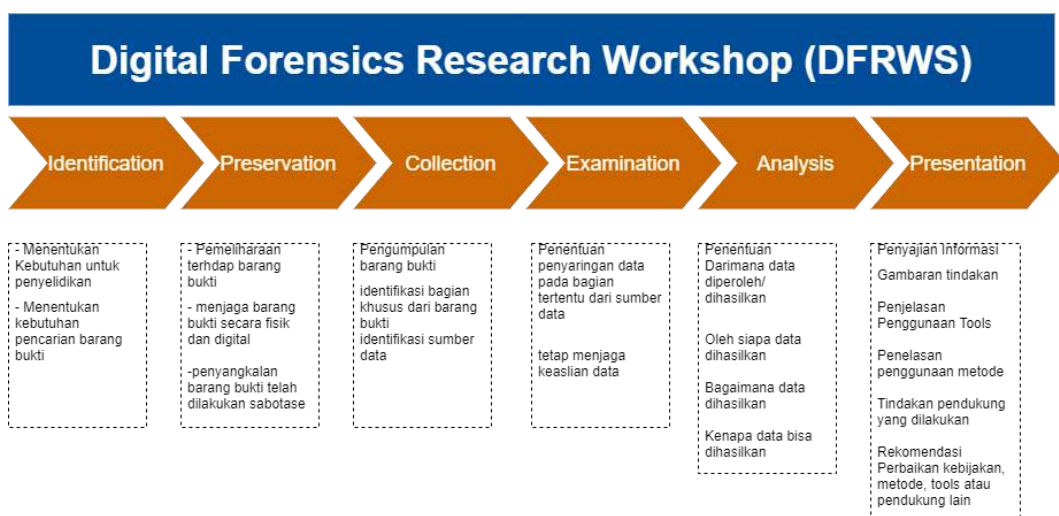 Digital Forensics Research Workshop (DFRWS)
Identification
Preservation
Collection
Examination
Analysis
Presentation
- Menentukan
Kebutuhan untuk
penyelidikan
- Menentukan
kebutuhan
pencarian barang
bukti
- Pemeliharaan
terhdap barang
bukti
- menjaga barang
bukti secara fisik
dan digital
-penyangkalan
barang bukti telah
dilakukan sabotase
Pengumpulan
barang bukti
identifikasi bagian
khusus dari barang
bukti
identifikasi sumber
data
Penentuan
penyaringan data
pada bagian
tertentu dari sumber
data
tetap menjaga
keaslian data
Penentuan
Darimana data
diperoleh/
dihasilkan
Oleh siapa data
dihasilkan
Bagaimana data
dihasilkan
Kenapa data bisa
dihasilkan
Penyajian Informasi
Gambaran tindakan
Penjelasan
Penggunaan Tools
Penelasan
penggunaan metode
Tindakan pendukung
yang dilakukan
Rekomendasi
Perbaikan kebijakan,
metode, tools atau
pendukung lain